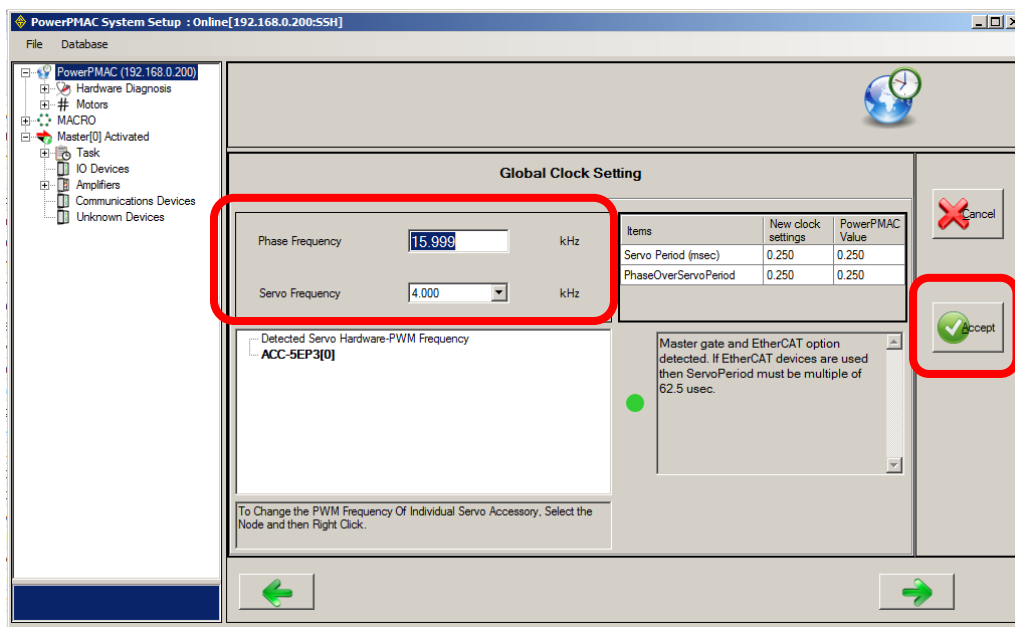 PowerPMAC System Setup : Online[192.168.0.200:SSH]
File Database
PowerPMAC (192.168.0.200)
Hardware Diagnosis
Motors
MACRO
Master[0] Activated
Task
IO Devices
Amplifiers
Communications Devices
Unknown Devices
Global Clock Setting
Phase Frequency 15.999 kHz
Servo Frequency 4.000 kHz
Items New clock settings PowerPMAC Value
Servo Period (msec) 0.250 0.250
PhaseOverServoPeriod 0.250 0.250
Detected Servo Hardware-PWM Frequency
ACC-5EP3[0]
Master gate and EtherCAT option
detected. If EtherCAT devices are used
then ServoPeriod must be multiple of
62.5 usec.
To Change the PWM Frequency Of Individual Servo Accessory, Select the
Node and then Right Click.
Cancel
Accept